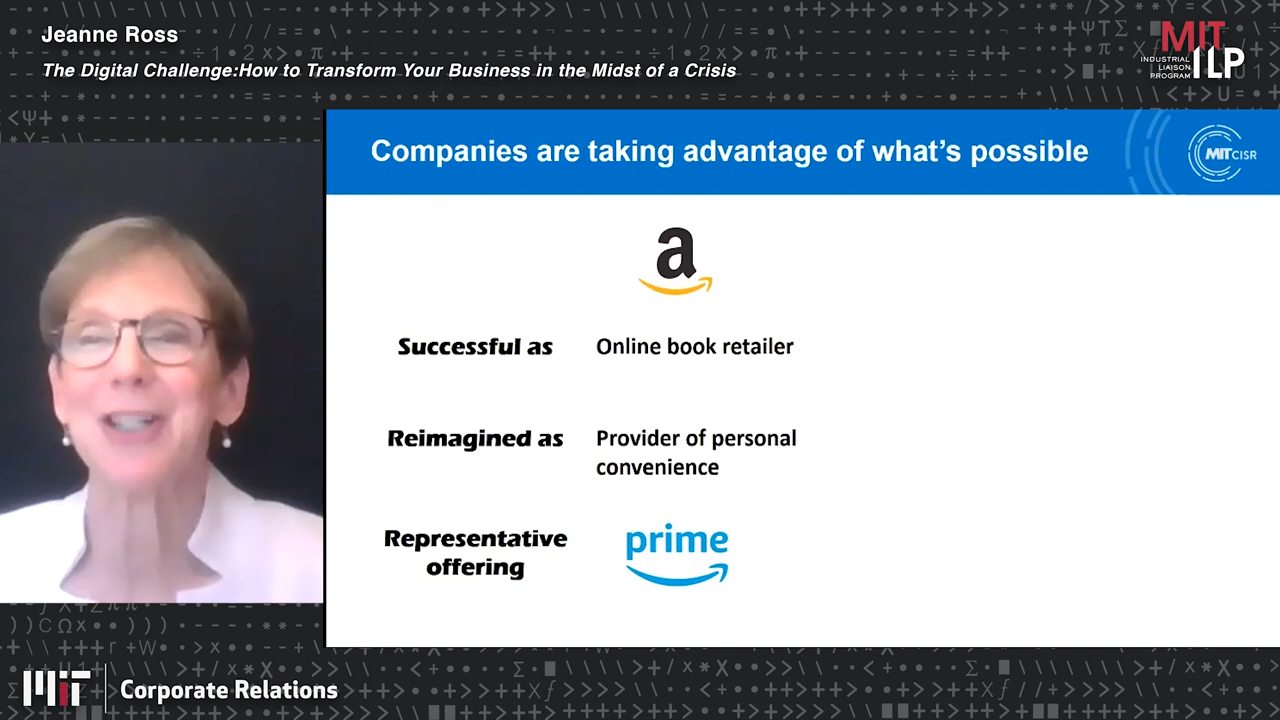 Jeanne Ross
The Digital Challenge:How to Transform Your Business in the Midst of a Crisis
MIT
INDUSTRIAL
LIAISON
PROGRAM
ILP
Companies are taking advantage of what's possible
MIT CISR
a
Successful as Online book retailer
Reimagined as Provider of personal
convenience
Representative
offering
prime
MIT
Corporate Relations